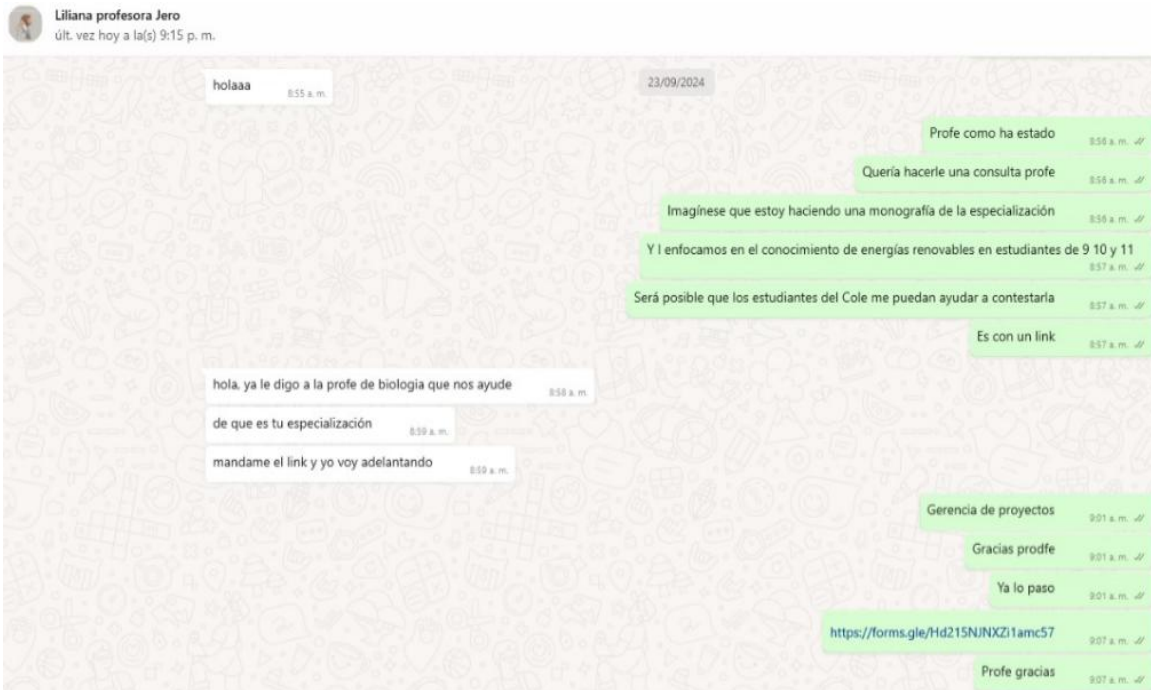 Liliana profesora Jero
últ. vez hoy a la(s) 9:15 p. m.
23/09/2024
holaaa
8:55 a. m.
Profe como ha estado
8:56 a. m.
Quería hacerle una consulta profe
8:56 a. m.
Imagínese que estoy haciendo una monografía de la especialización
8:56 a. m.
Y l enfocamos en el conocimiento de energías renovables en estudiantes de 9 10 y 11
8:57 a. m.
Será posible que los estudiantes del Cole me puedan ayudar a contestarla
8:57 a. m.
Es con un link
8:57 a. m.
hola, ya le digo a la profe de biologia que nos ayude
8:58 a. m.
de que es tu especialización
8:59 a. m.
mandame el link y yo voy adelantando
8:59 a. m.
Gerencia de proyectos
9:01 a. m.
Gracias prodfe
9:01 a. m.
Ya lo paso
9:01 a. m.
https://forms.gle/Hd215NJNXZi1amc57
9:07 a. m.
Profe gracias
9:07 a. m.